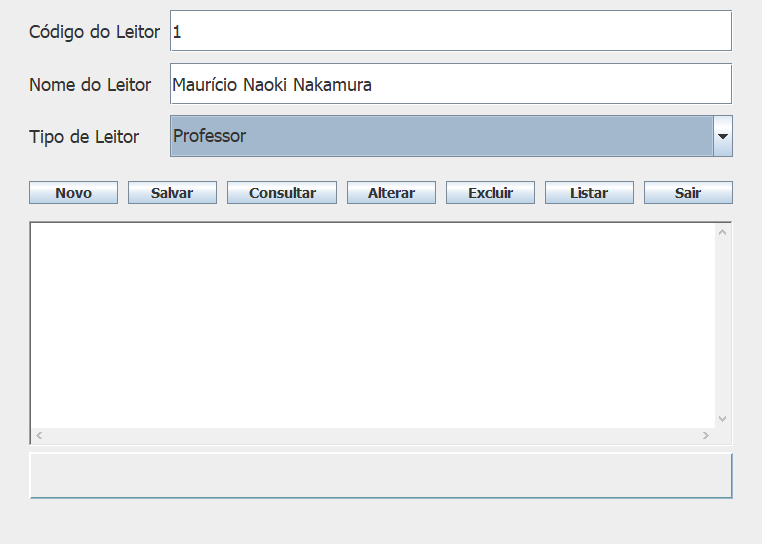 Código do Leitor 1
Nome do Leitor Maurício Naoki Nakamura
Tipo de Leitor Professor
Novo Salvar Consultar Alterar Excluir Listar Sair